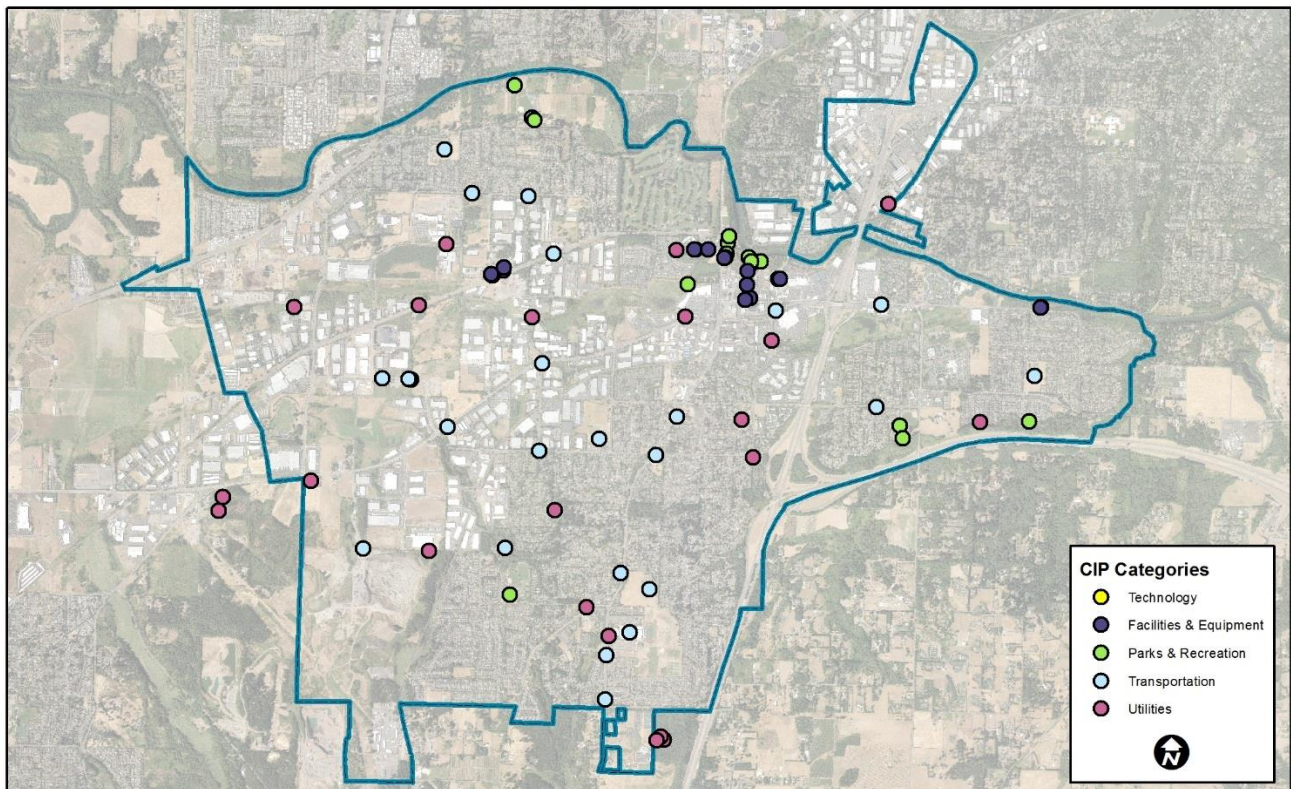 CIP Categories
Technology
Facilities & Equipment
Parks & Recreation
Transportation
Utilities
N